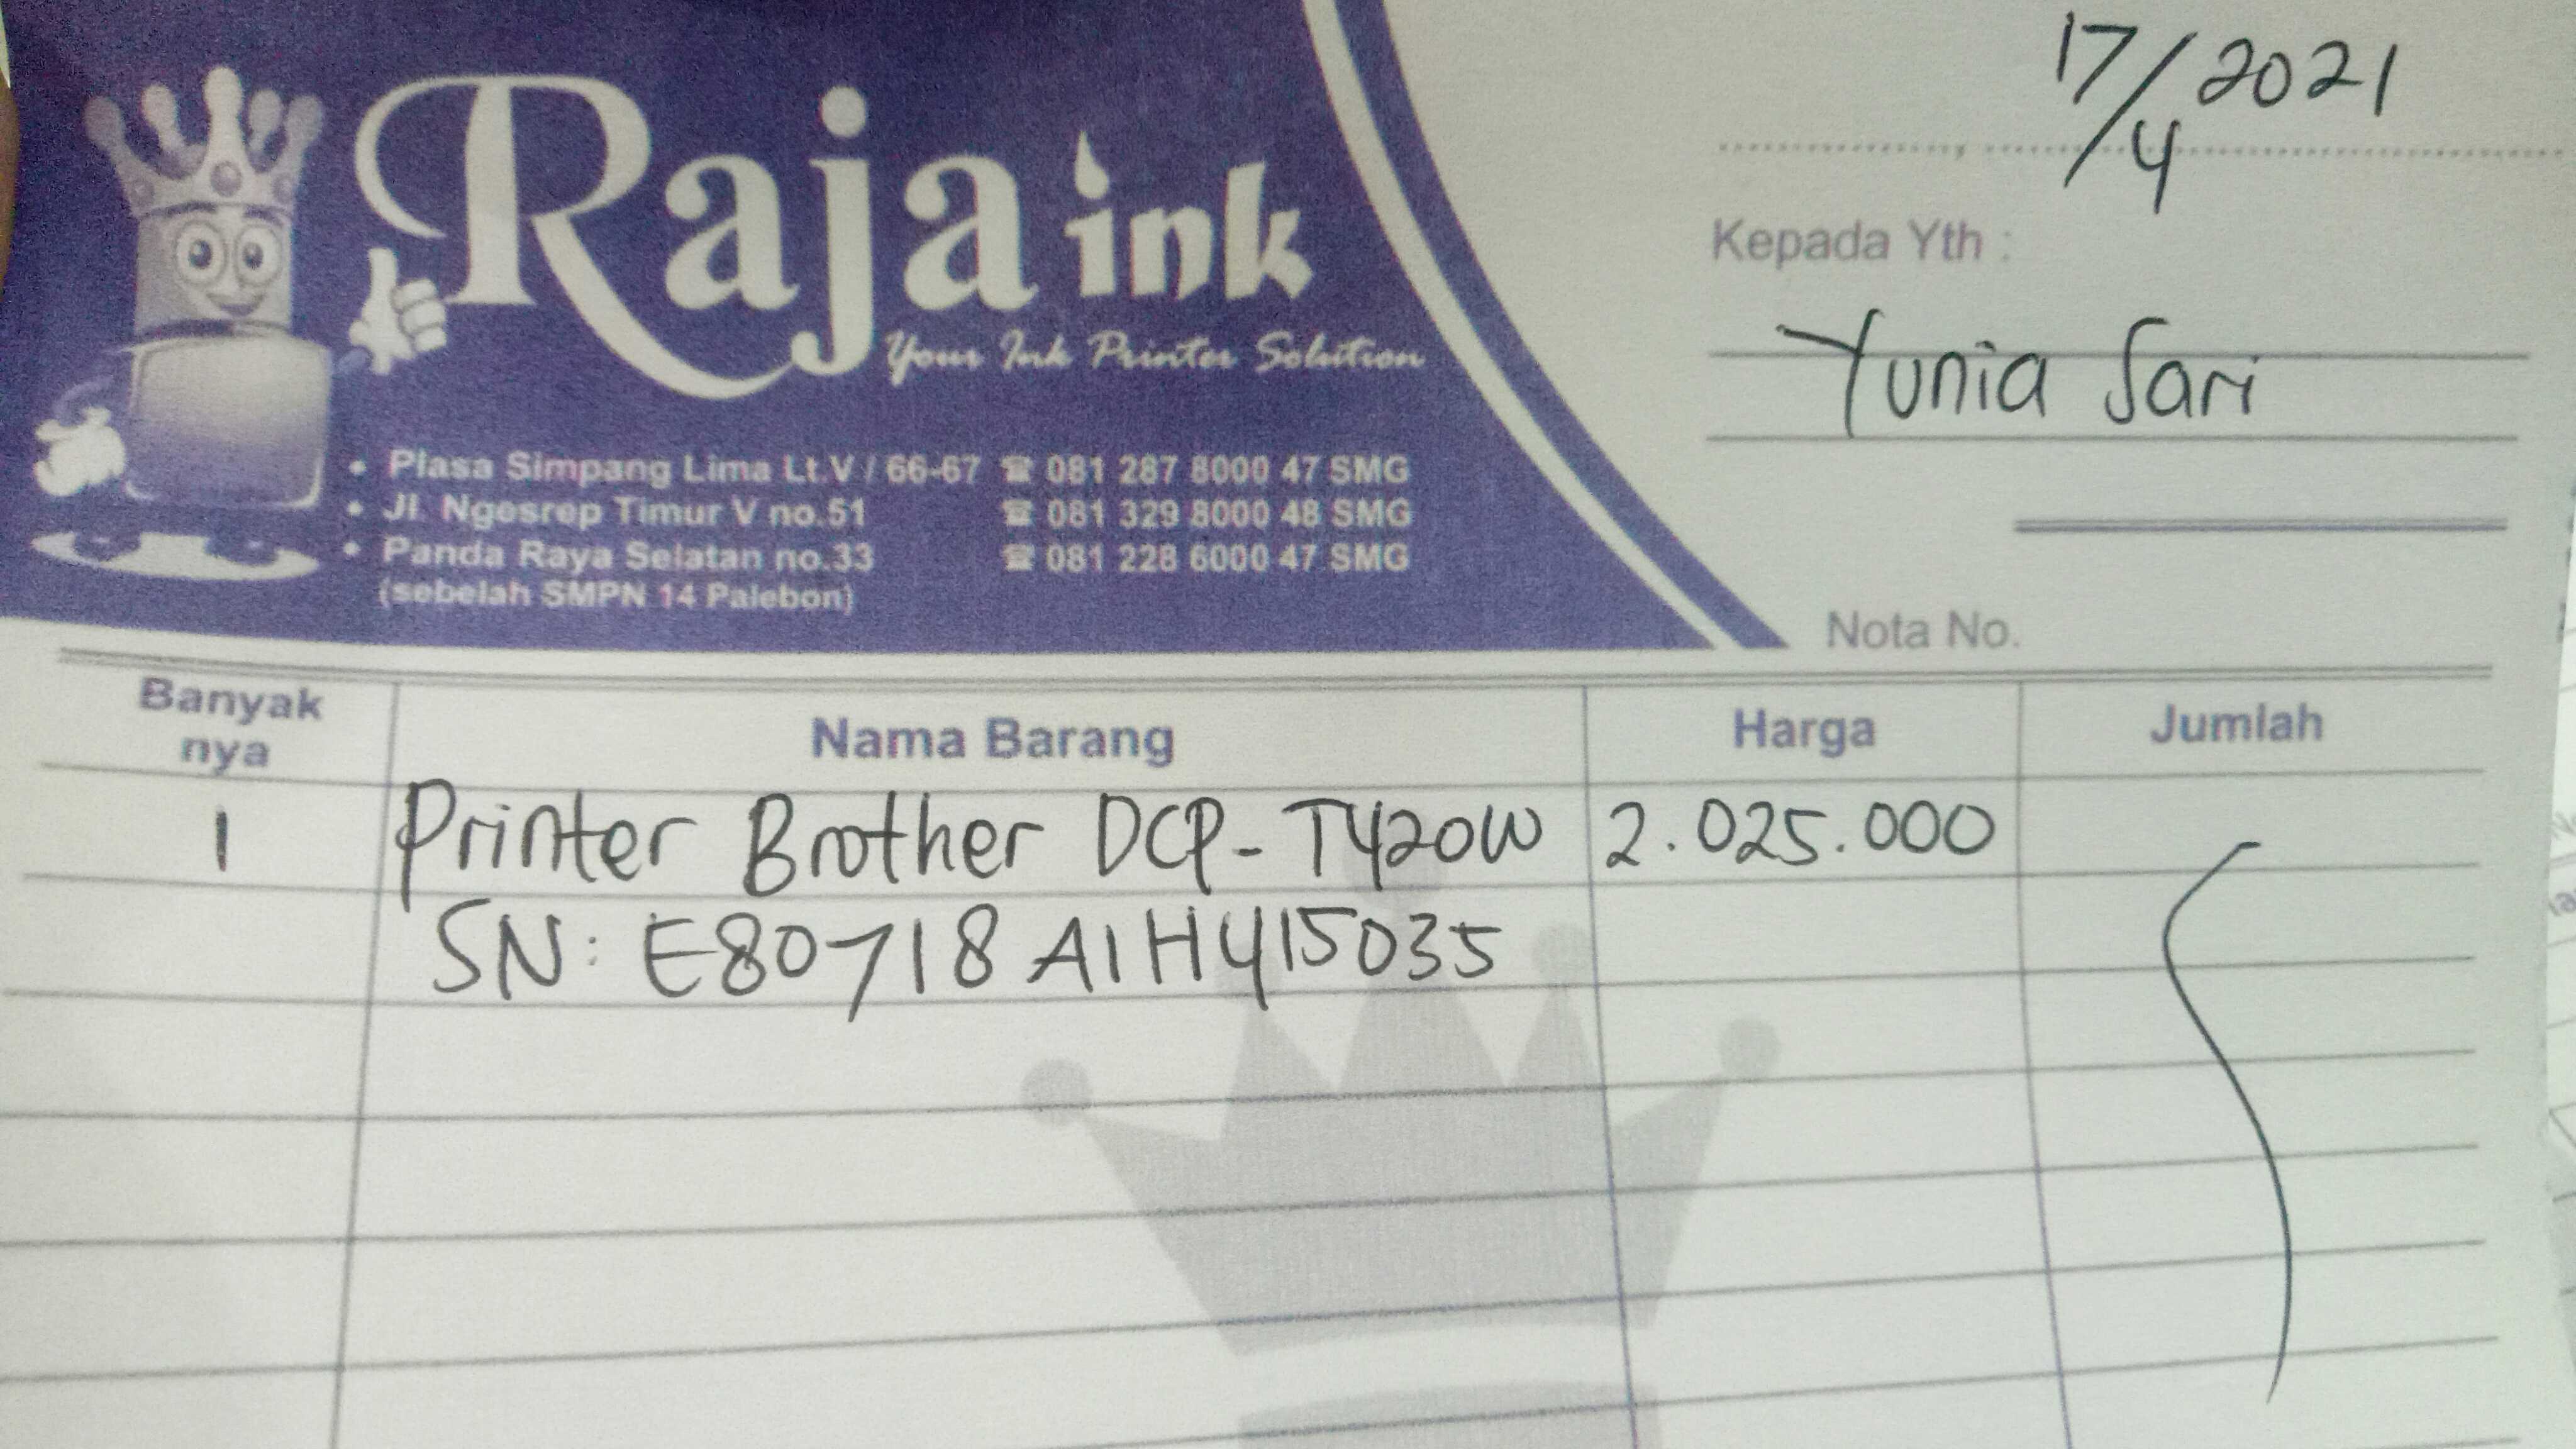 Raja ink
Your Ink Printer Solution
• Plasa Simpang Lima Lt.V / 66-67 ☎ 081 287 8000 47 SMG
• Jl. Ngesrep Timur V no.51 ☎ 081 329 8000 48 SMG
• Panda Raya Selatan no.33 ☎ 081 228 6000 47 SMG
(sebelah SMPN 14 Palebon)
17/4 2021
Kepada Yth :
Yunia Sari
Nota No.
Banyak nya Nama Barang Harga Jumlah
1 Printer Brother DCP-T420W 2.025.000
SN: E80718A1H415035